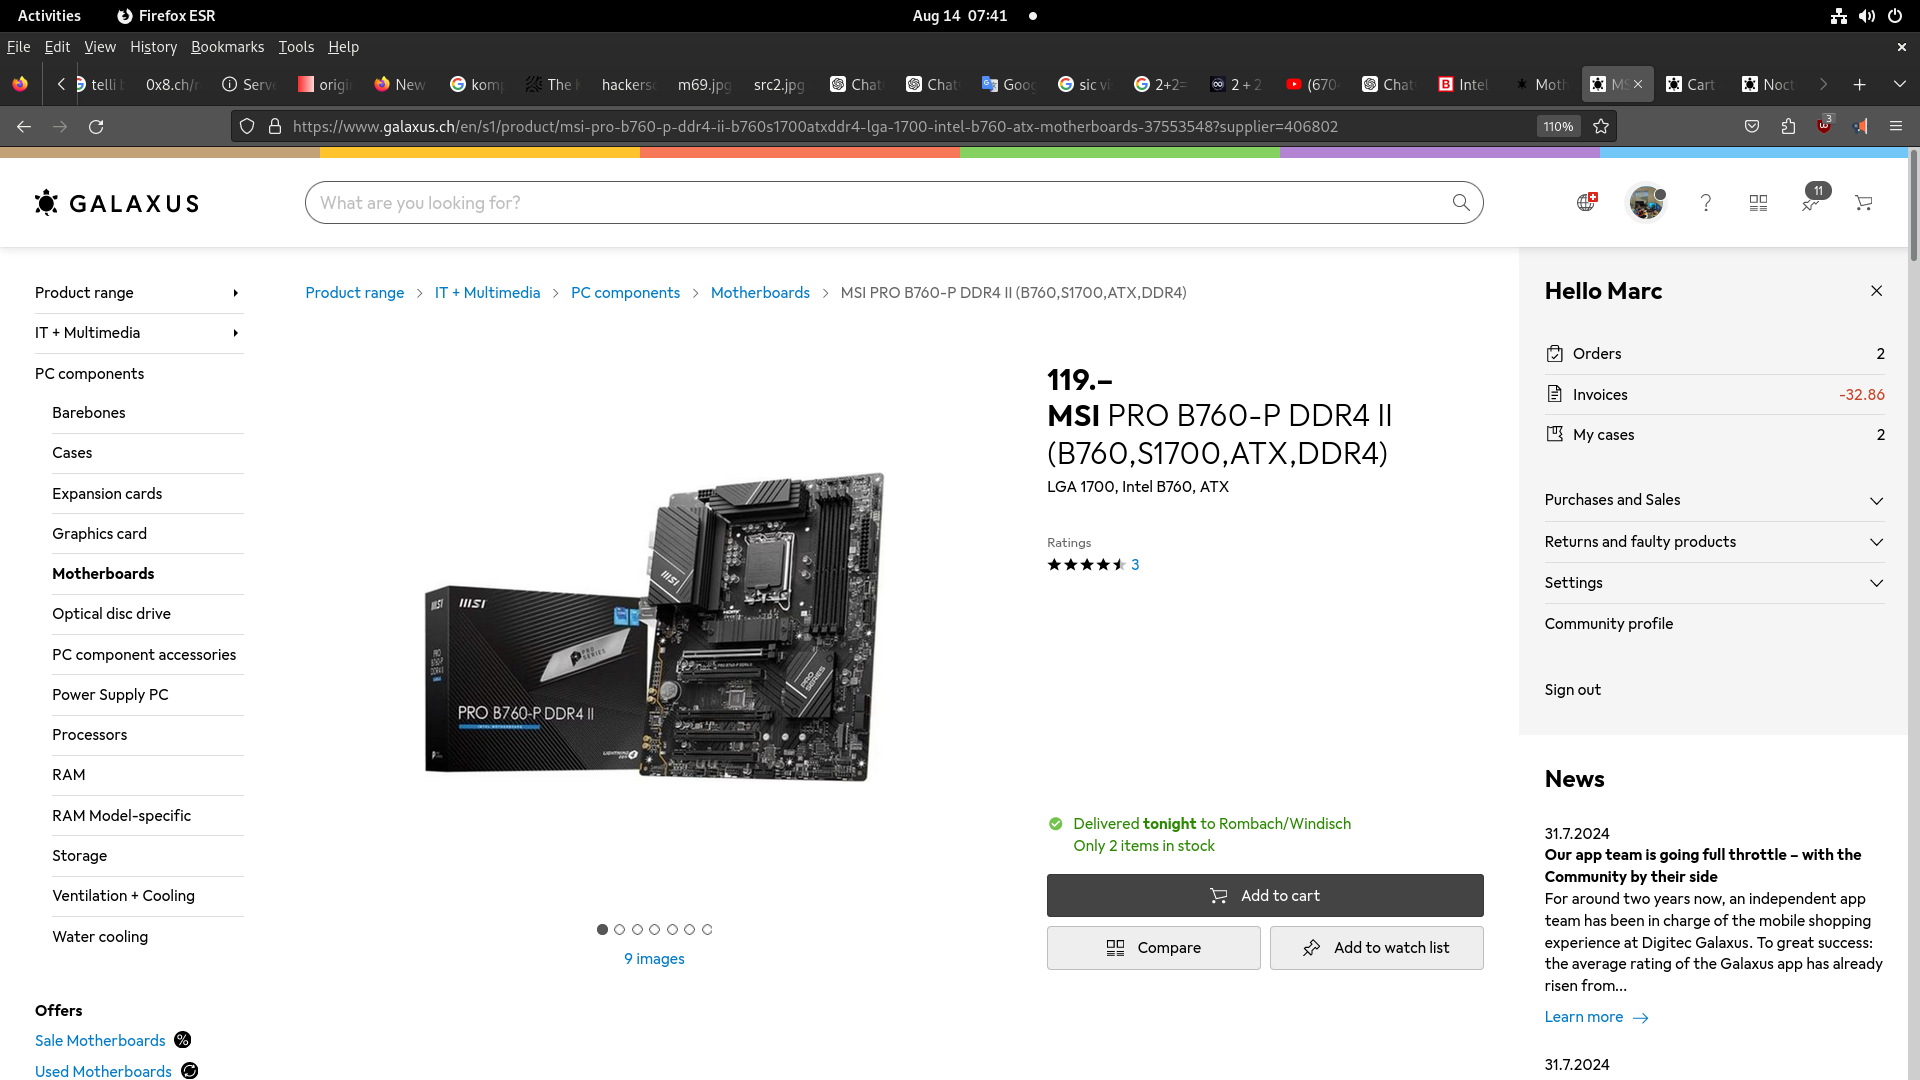 Activities
Firefox ESR
Aug 14 07:41
File Edit View History Bookmarks Tools Help
telli
0x8.ch/
Serve
origi
New
kom
The
hackers
m69.jpg
src2.jpg
Chat
Chat
Goog
sic vi
2+2=
2 + 2
(670
Chat
Intel
Moth
MS
Cart
Noct
https://www.galaxus.ch/en/s1/product/msi-pro-b760-p-ddr4-ii-b760s1700atxddr4-lga-1700-intel-b760-atx-motherboards-37553548?supplier=406802
110%
3
GALAXUS
What are you looking for?
11
Product range
IT + Multimedia
PC components
Barebones
Cases
Expansion cards
Graphics card
Motherboards
Optical disc drive
PC component accessories
Power Supply PC
Processors
RAM
RAM Model-specific
Storage
Ventilation + Cooling
Water cooling
Offers
Sale Motherboards
Used Motherboards
Product range > IT + Multimedia > PC components > Motherboards > MSI PRO B760-P DDR4 II (B760,S1700,ATX,DDR4)
msi
PRO SERIES
PRO B760-P DDR4 II
msi
PRO SERIES
9 images
119.–
MSI PRO B760-P DDR4 II
(B760,S1700,ATX,DDR4)
LGA 1700, Intel B760, ATX
Ratings
3
Delivered tonight to Rombach/Windisch
Only 2 items in stock
Add to cart
Compare
Add to watch list
Hello Marc
Orders 2
Invoices -32.86
My cases 2
Purchases and Sales
Returns and faulty products
Settings
Community profile
Sign out
News
31.7.2024
Our app team is going full throttle – with the
Community by their side
For around two years now, an independent app
team has been in charge of the mobile shopping
experience at Digitec Galaxus. To great success:
the average rating of the Galaxus app has already
risen from...
Learn more
31.7.2024